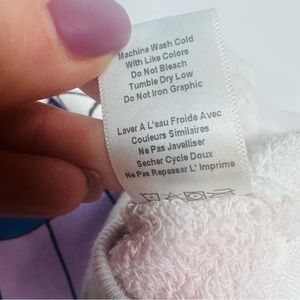 Machine Wash Cold
With Like Colors
Do Not Bleach
Tumble Dry Low
Do Not Iron Graphic
Laver A L'eau Froide Avec
Couleurs Similaires
Ne Pas Javelliser
Secher Cycle Doux
Ne Pas Repassar L' Imprime